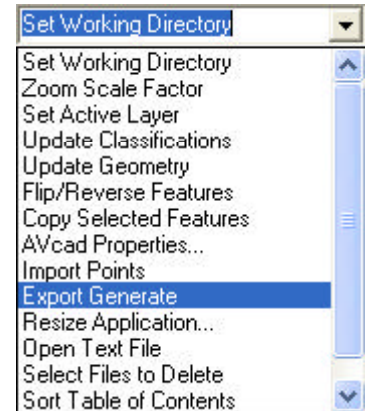 Set Working Directory
Set Working Directory
Zoom Scale Factor
Set Active Layer
Update Classifications
Update Geometry
Flip/Reverse Features
Copy Selected Features
AVcad Properties...
Import Points
Export Generate
Resize Application...
Open Text File
Select Files to Delete
Sort Table of Contents